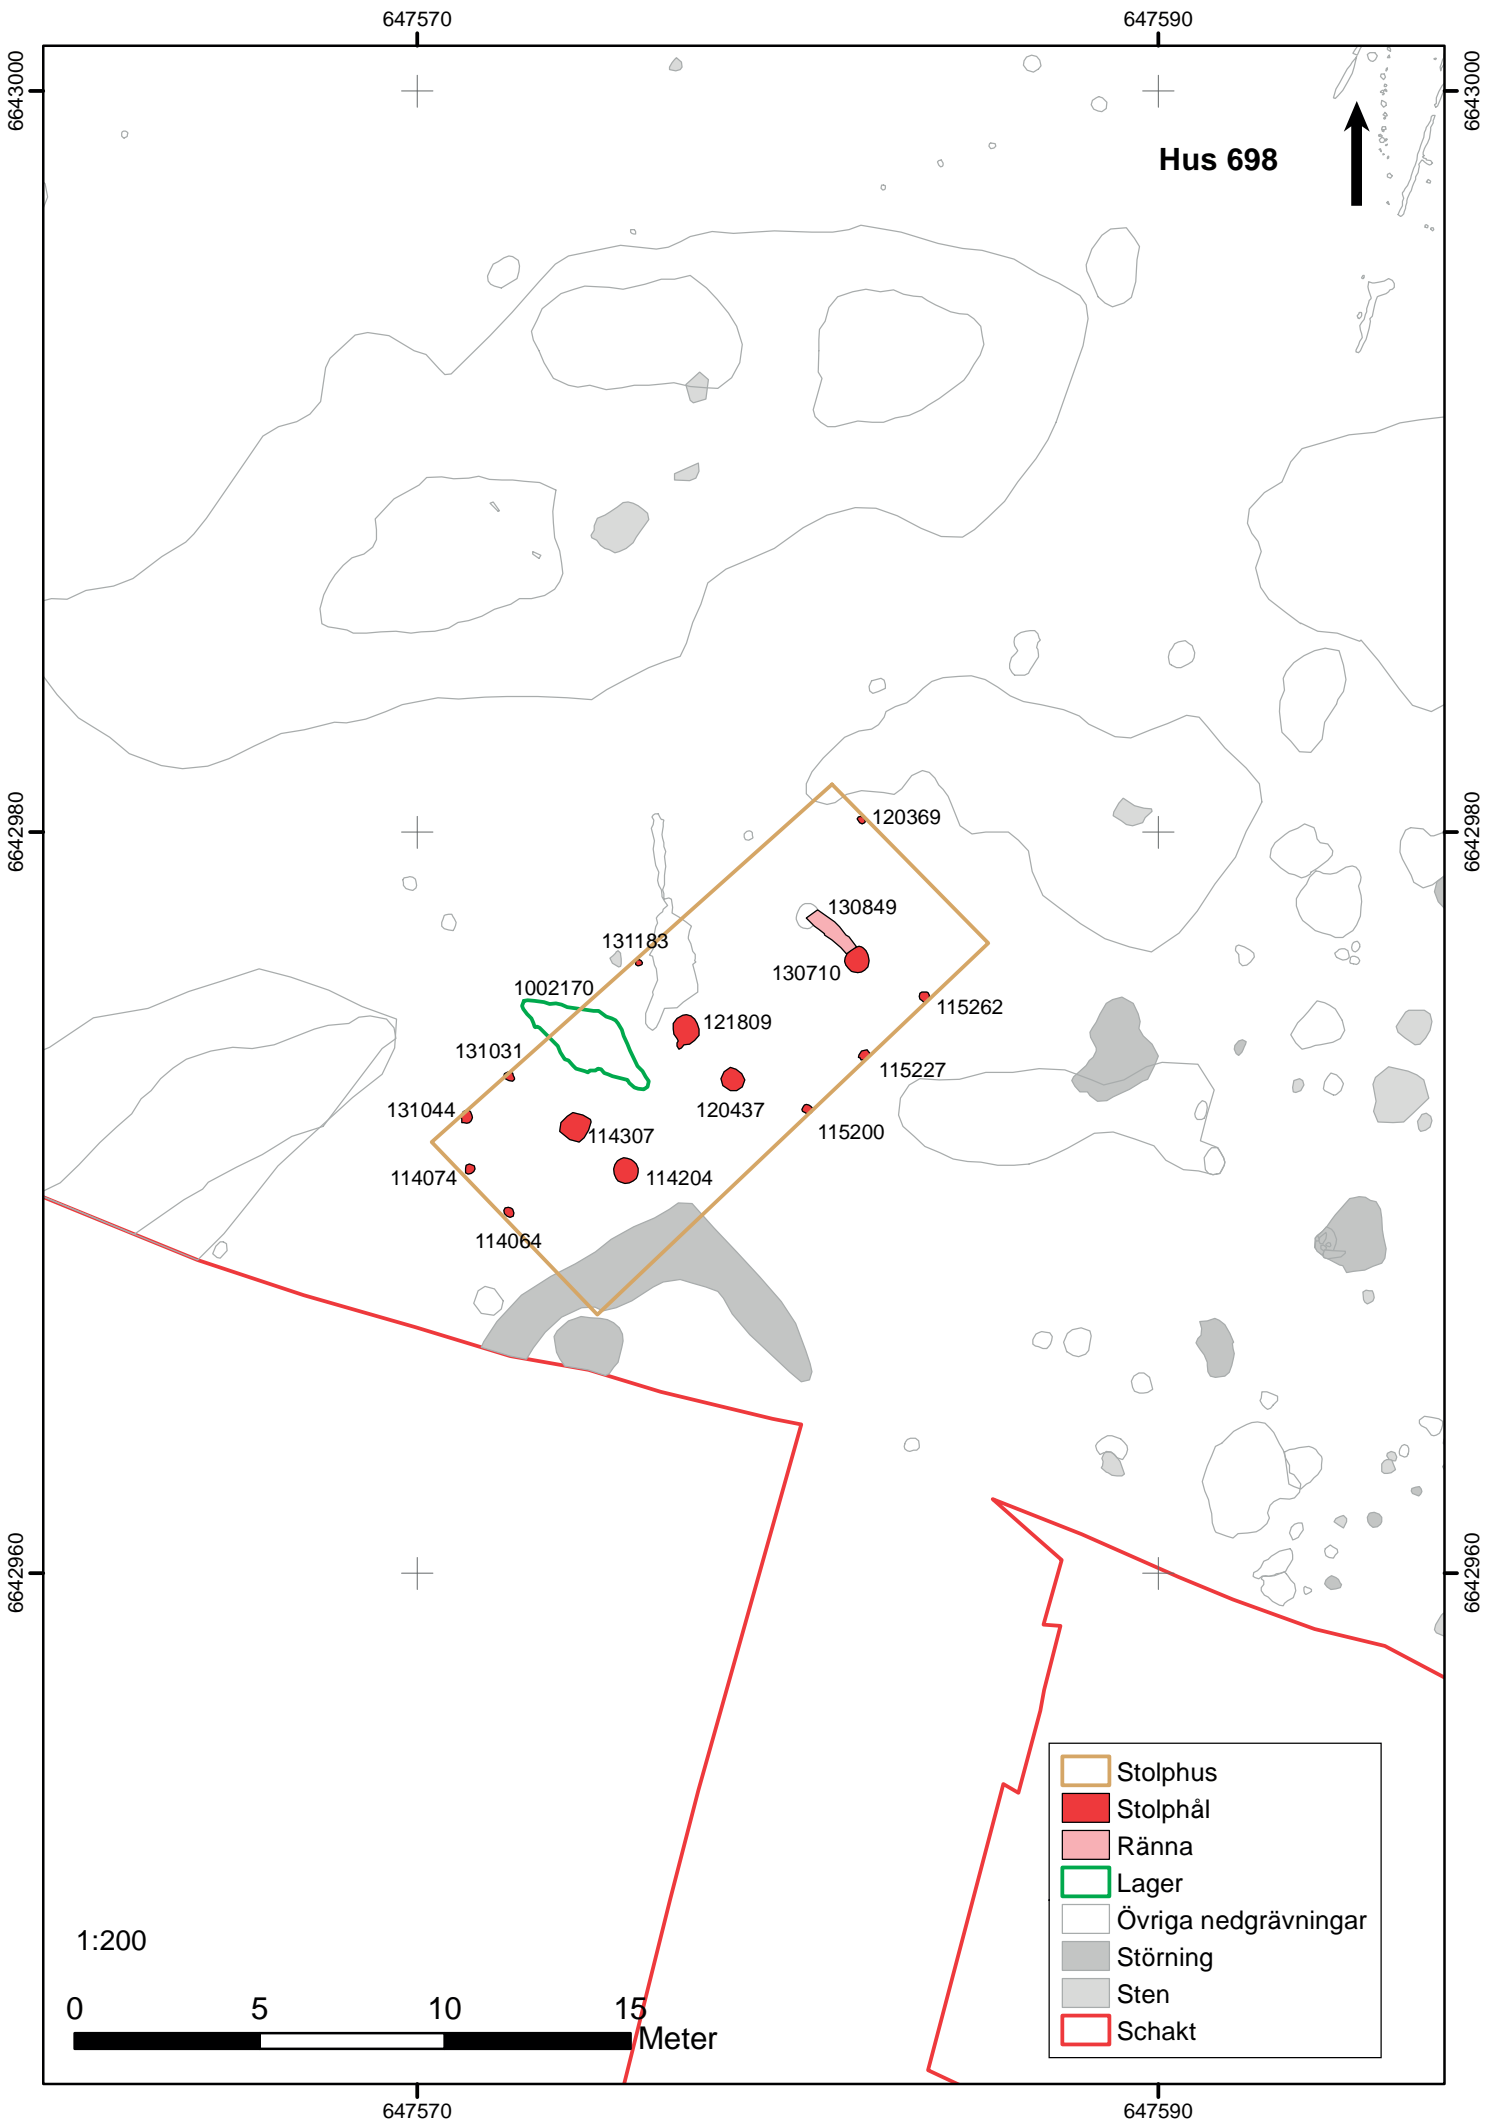 647570
647590
6643000
6643000
Hus 698
6642980
6642980
120369
130849
131183
130710
1002170
115262
121809
131031
115227
131044
120437
115200
114307
114074
114204
114064
6642960
6642960
Stolphus
Stolphål
Ränna
Lager
Övriga nedgrävningar
Störning
Sten
Schakt
1:200
0 5 10 15
Meter
647570
647590